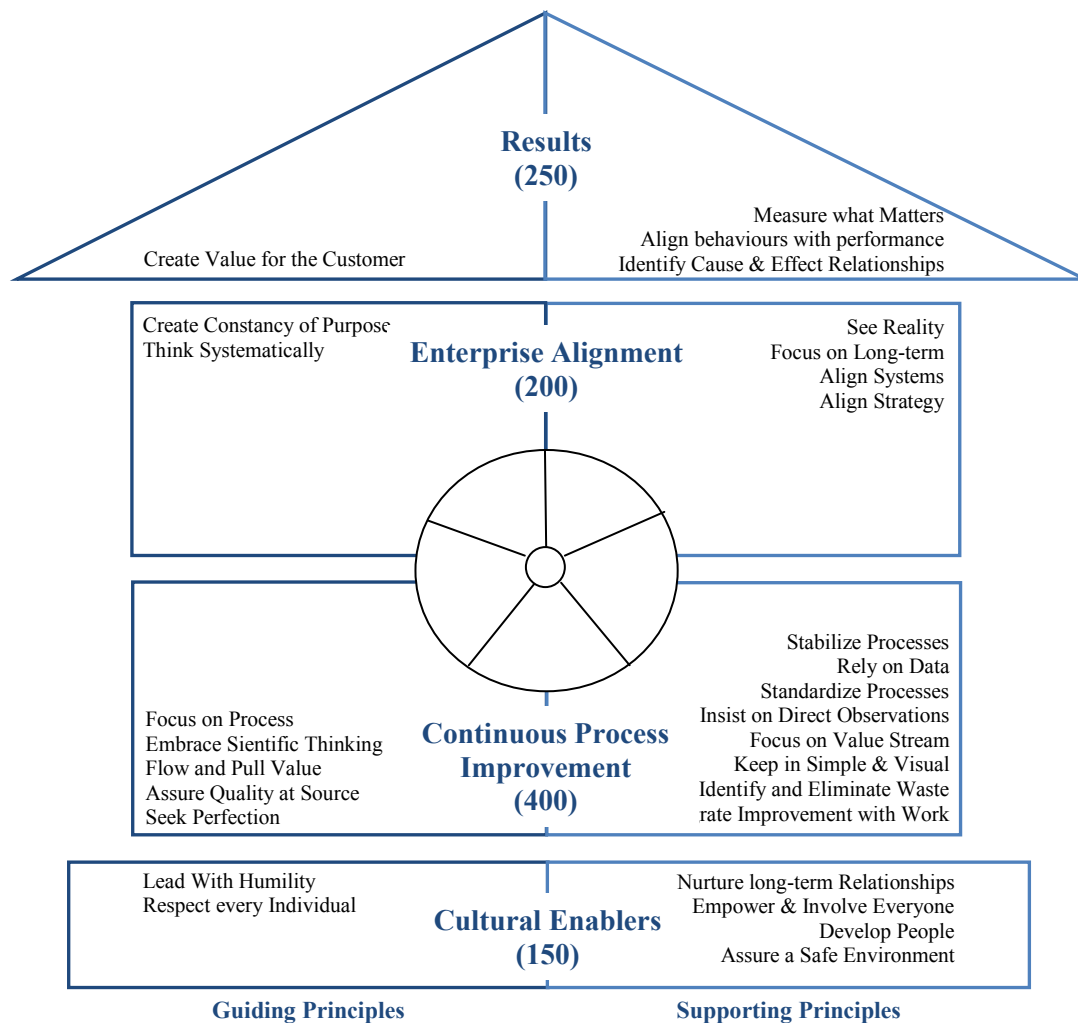 Results
(250)
Create Value for the Customer
Measure what Matters
Align behaviours with performance
Identify Cause & Effect Relationships
Enterprise Alignment
(200)
Create Constancy of Purpose
Think Systematically
See Reality
Focus on Long-term
Align Systems
Align Strategy
Continuous Process
Improvement
(400)
Focus on Process
Embrace Sientific Thinking
Flow and Pull Value
Assure Quality at Source
Seek Perfection
Stabilize Processes
Rely on Data
Standardize Processes
Insist on Direct Observations
Focus on Value Stream
Keep in Simple & Visual
Identify and Eliminate Waste
rate Improvement with Work
Cultural Enablers
(150)
Lead With Humility
Respect every Individual
Nurture long-term Relationships
Empower & Involve Everyone
Develop People
Assure a Safe Environment
Guiding Principles
Supporting Principles